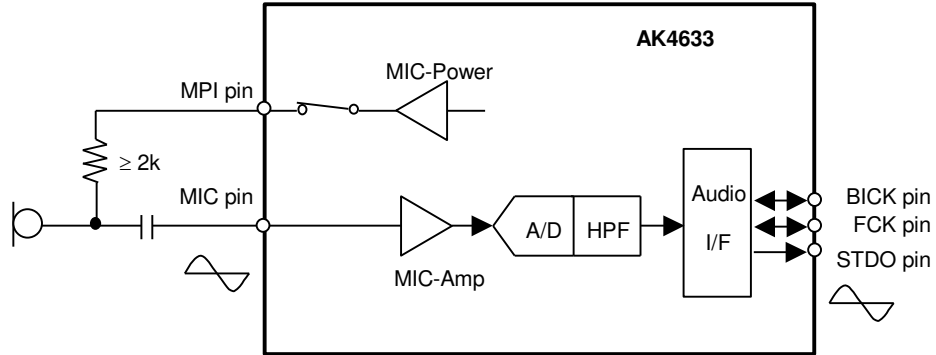 AK4633
MIC-Power
MPI pin
≥ 2k
MIC pin
MIC-Amp
A/D
HPF
Audio
I/F
BICK pin
FCK pin
STDO pin